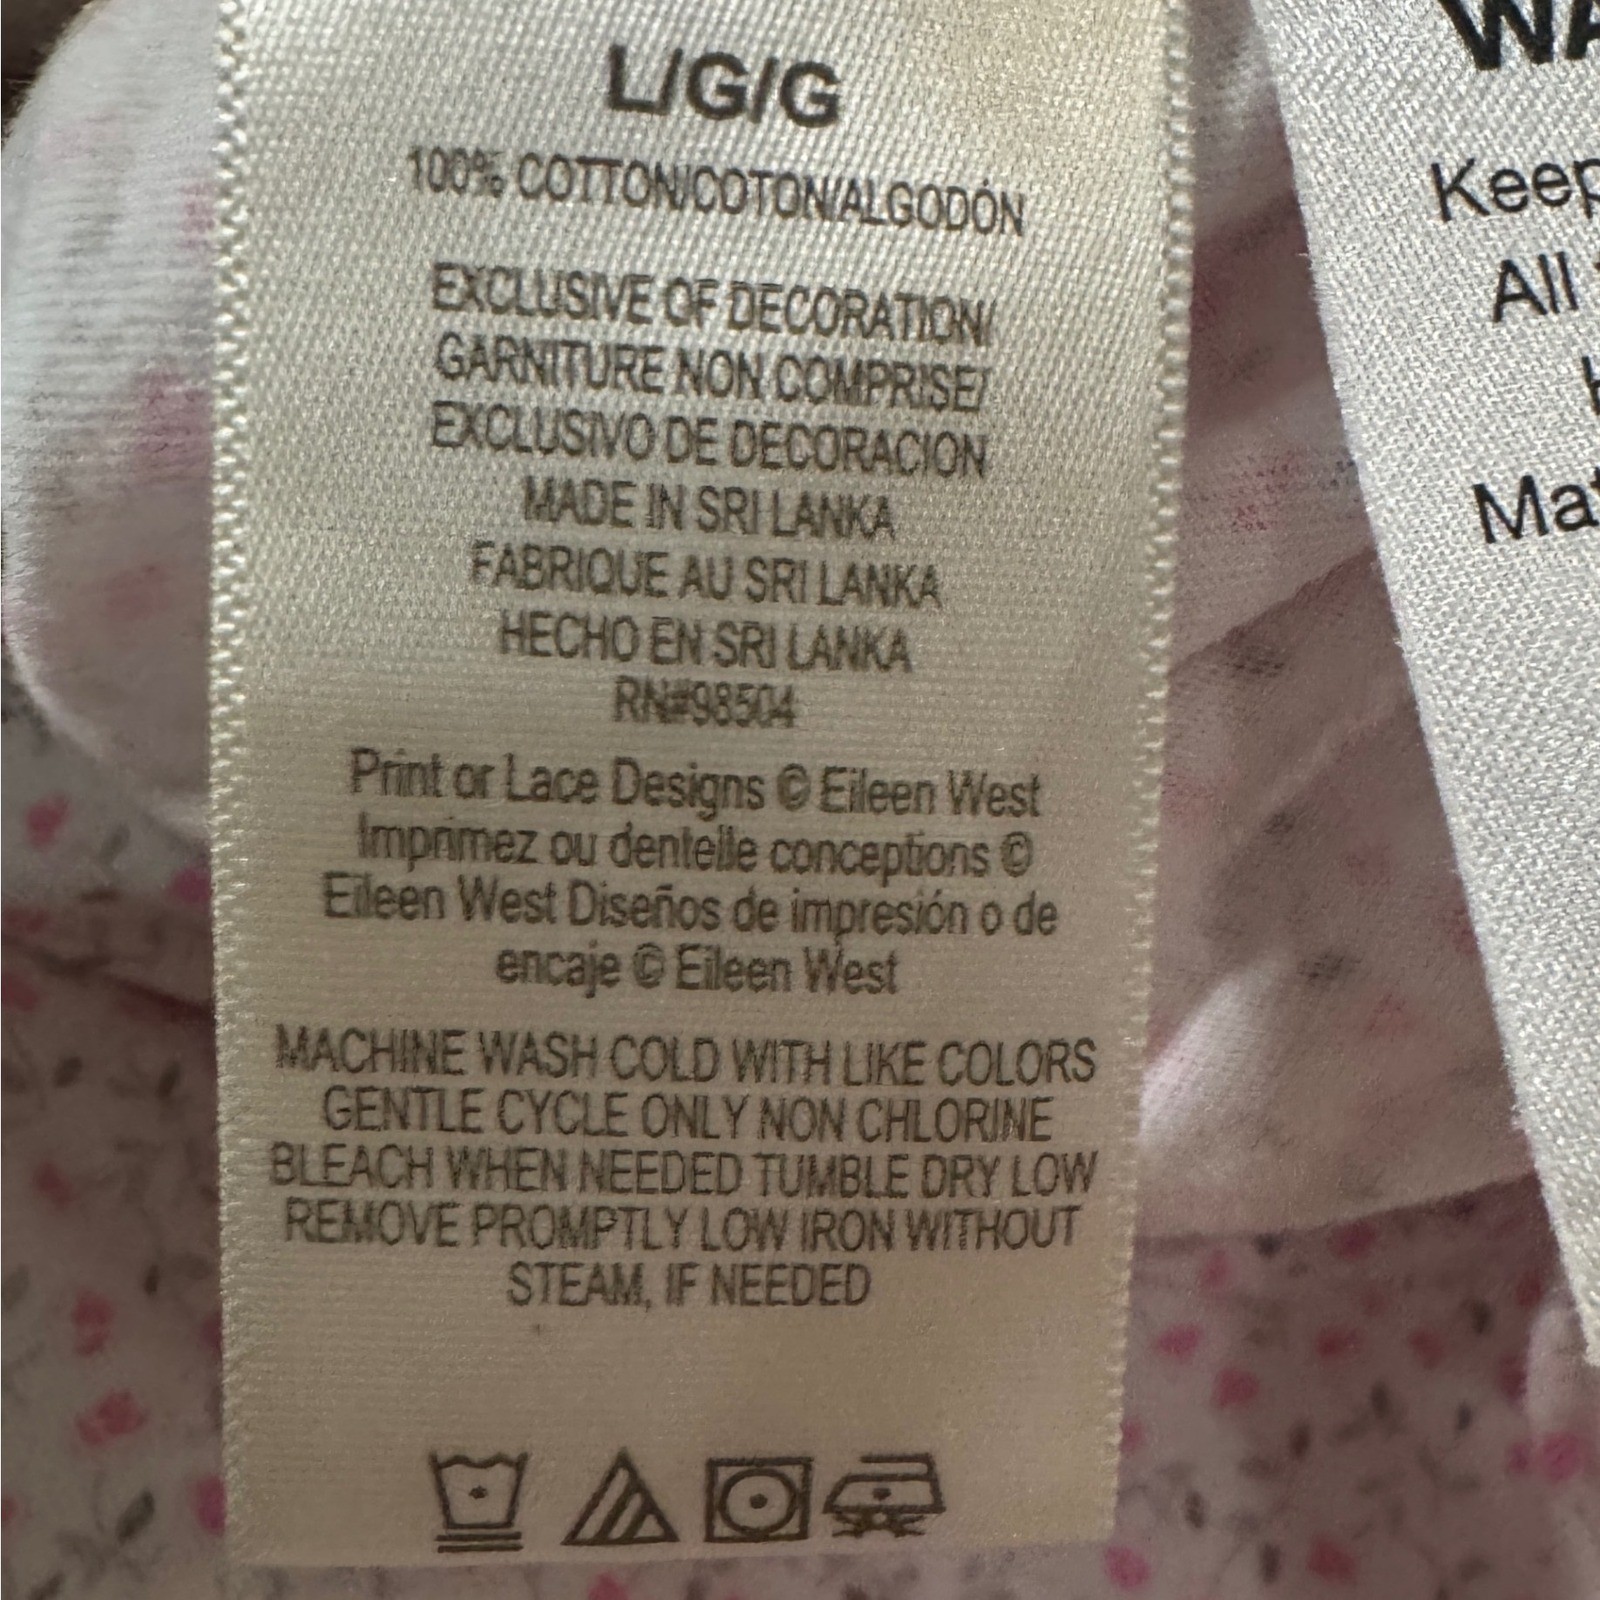 L/G/G
100% COTTON/COTON/ALGODÓN
EXCLUSIVE OF DECORATION/
GARNITURE NON COMPRISE/
EXCLUSIVO DE DECORACION
MADE IN SRI LANKA
FABRIQUE AU SRI LANKA
HECHO EN SRI LANKA
RN#98504
Print or Lace Designs © Eileen West
Imprimez ou dentelle conceptions ©
Eileen West Diseños de impresión o de
encaje © Eileen West
MACHINE WASH COLD WITH LIKE COLORS
GENTLE CYCLE ONLY NON CHLORINE
BLEACH WHEN NEEDED TUMBLE DRY LOW
REMOVE PROMPTLY LOW IRON WITHOUT
STEAM, IF NEEDED
Keep
All